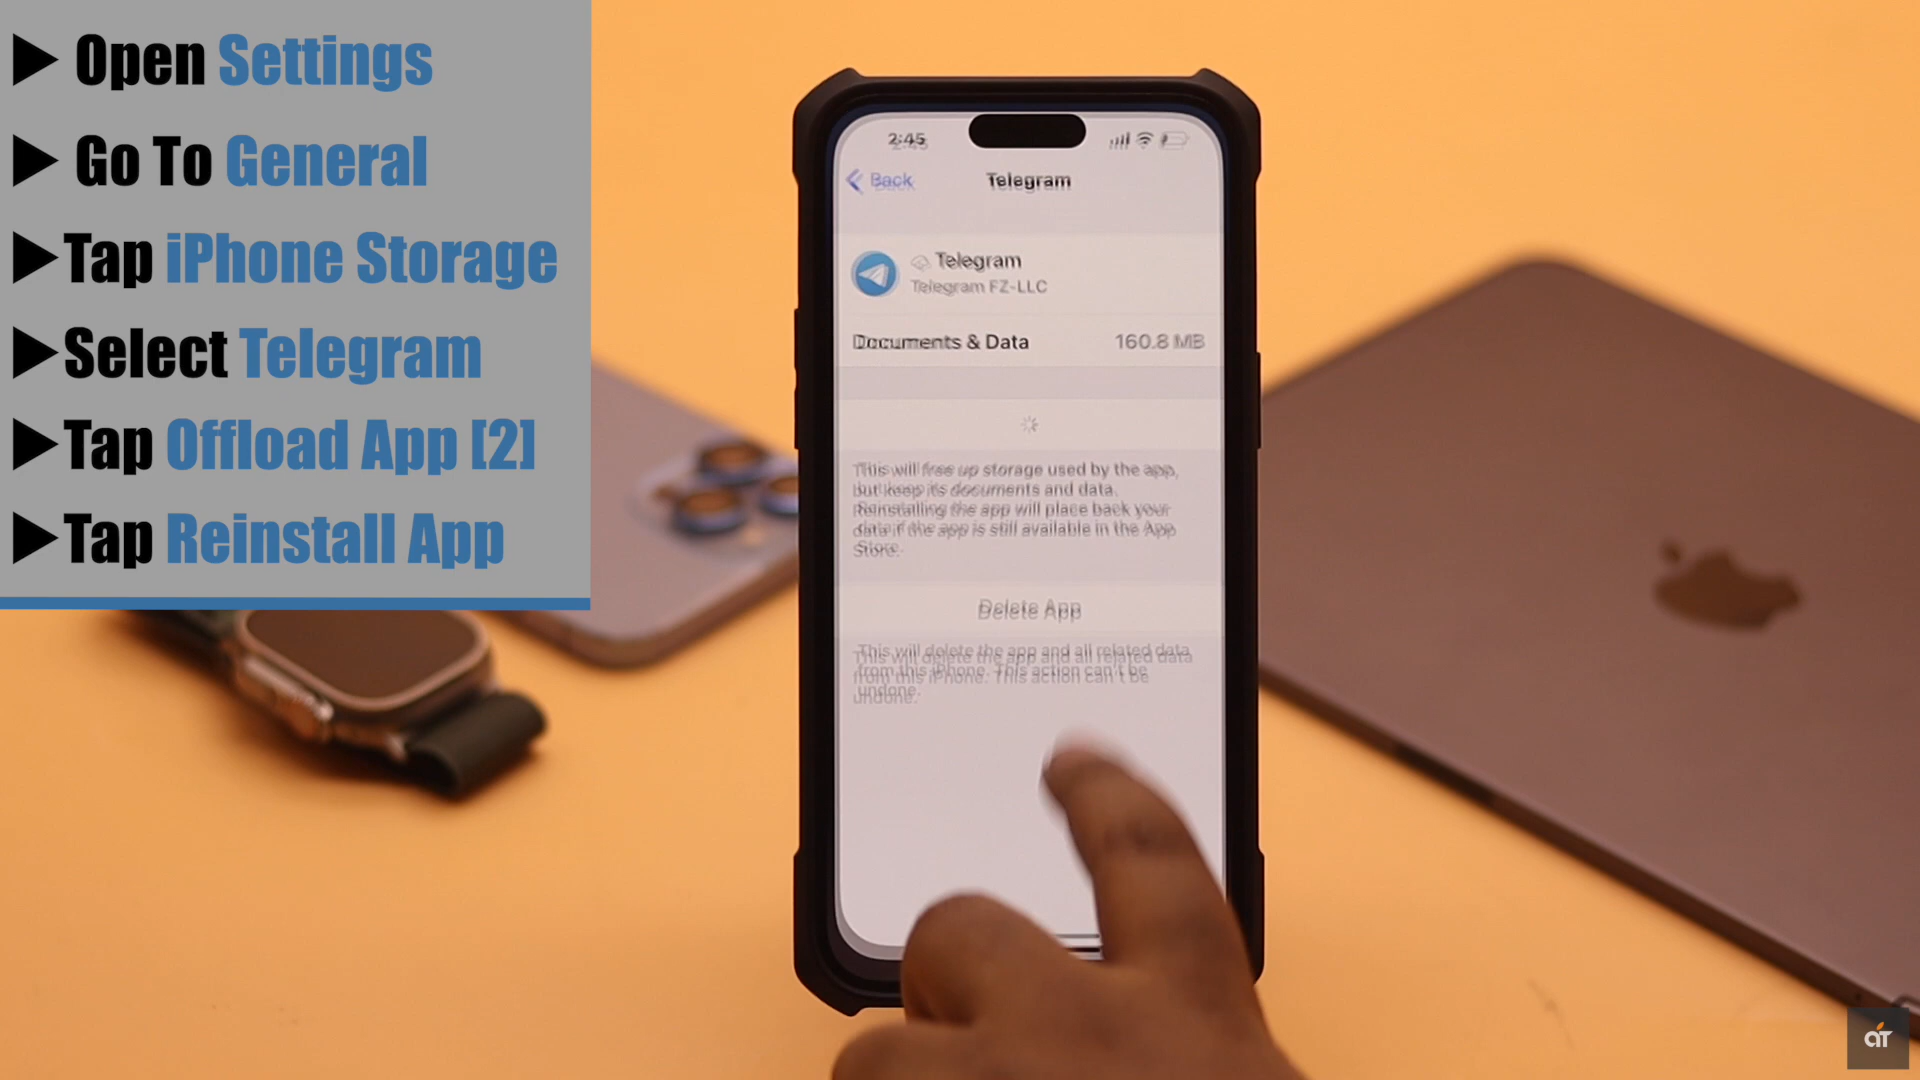 ▶ Open Settings
▶ Go To General
▶ Tap iPhone Storage
▶ Select Telegram
▶ Tap Offload App [2]
▶ Tap Reinstall App
2:45
Back
Telegram
Telegram
Telegram FZ-LLC
Documents & Data 160.8 MB
This will free up storage used by the app,
but keep its documents and data.
Reinstalling the app will place back your
data if the app is still available in the App
Store.
Delete App
This will delete the app and all related data
from this iPhone. This action can't be
undone.
aT